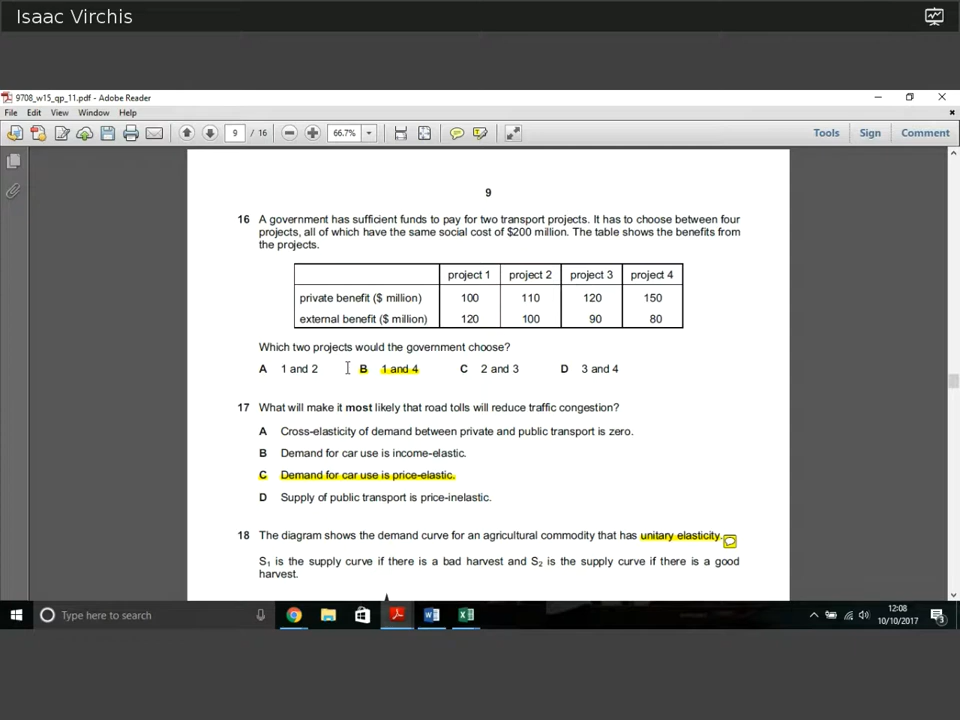 Isaac Virchis
9708_w15_qp_11.pdf - Adobe Reader
File Edit View Window Help
9 / 16 66.7% Tools Sign Comment
9
16 A government has sufficient funds to pay for two transport projects. It has to choose between four
projects, all of which have the same social cost of $200 million. The table shows the benefits from
the projects.
project 1 project 2 project 3 project 4
private benefit ($ million) 100 110 120 150
external benefit ($ million) 120 100 90 80
Which two projects would the government choose?
A 1 and 2 B 1 and 4 C 2 and 3 D 3 and 4
17 What will make it most likely that road tolls will reduce traffic congestion?
A Cross-elasticity of demand between private and public transport is zero.
B Demand for car use is income-elastic.
C Demand for car use is price-elastic.
D Supply of public transport is price-inelastic.
18 The diagram shows the demand curve for an agricultural commodity that has unitary elasticity.
S1 is the supply curve if there is a bad harvest and S2 is the supply curve if there is a good
harvest.
Type here to search
12:08
10/10/2017
3